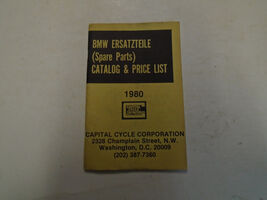 BMW ERSATZTEILE
(Spare Parts)
CATALOG & PRICE LIST
1980
CAPITAL CYCLE CORPORATION
2328 Champlain Street, N.W.
Washington, D.C. 20009
(202) 387-7360